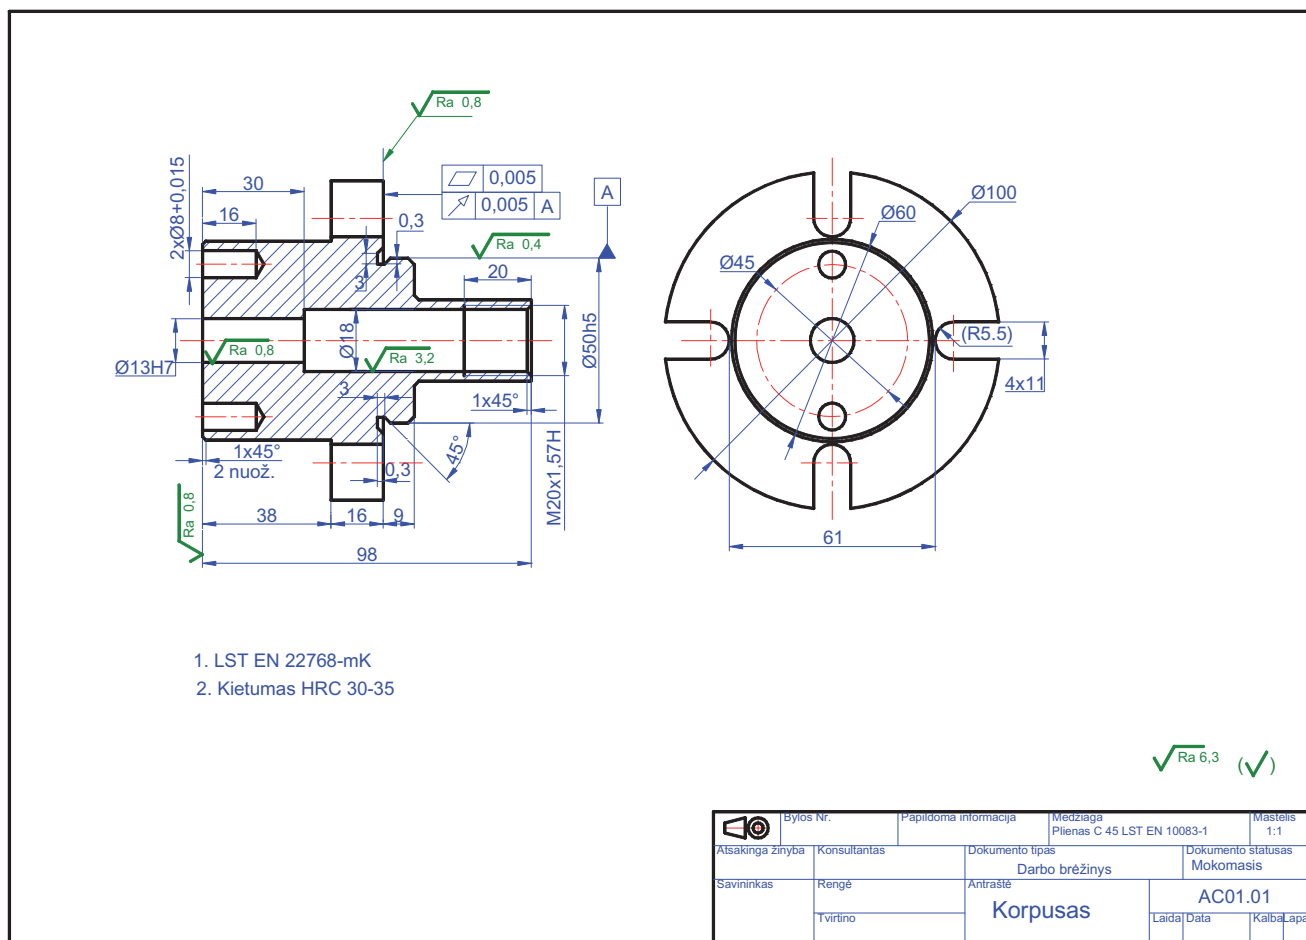 Ra 0,8
0,005
0,005 A
A
2xØ8+0,015
30
16
0,3
Ra 0,4
20
3
Ø13H7
Ra 0,8
Ø18
Ra 3,2
Ø50h5
3
1x45°
1x45°
2 nuož.
45°
0,3
M20x1,57H
Ra 0,8
38
16
9
98
Ø100
Ø60
Ø45
(R5.5)
4x11
61
1. LST EN 22768-mK
2. Kietumas HRC 30-35
Ra 6,3 ( )
Bylos Nr.
Papildoma informacija
Medžiaga
Plienas C 45 LST EN 10083-1
Mastelis
1:1
Atsakinga žinyba
Konsultantas
Dokumento tipas
Darbo brėžinys
Dokumento statusas
Mokomasis
Savininkas
Rengė
Tvirtino
Antraštė
Korpusas
AC01.01
Laida
Data
Kalba
Lapa